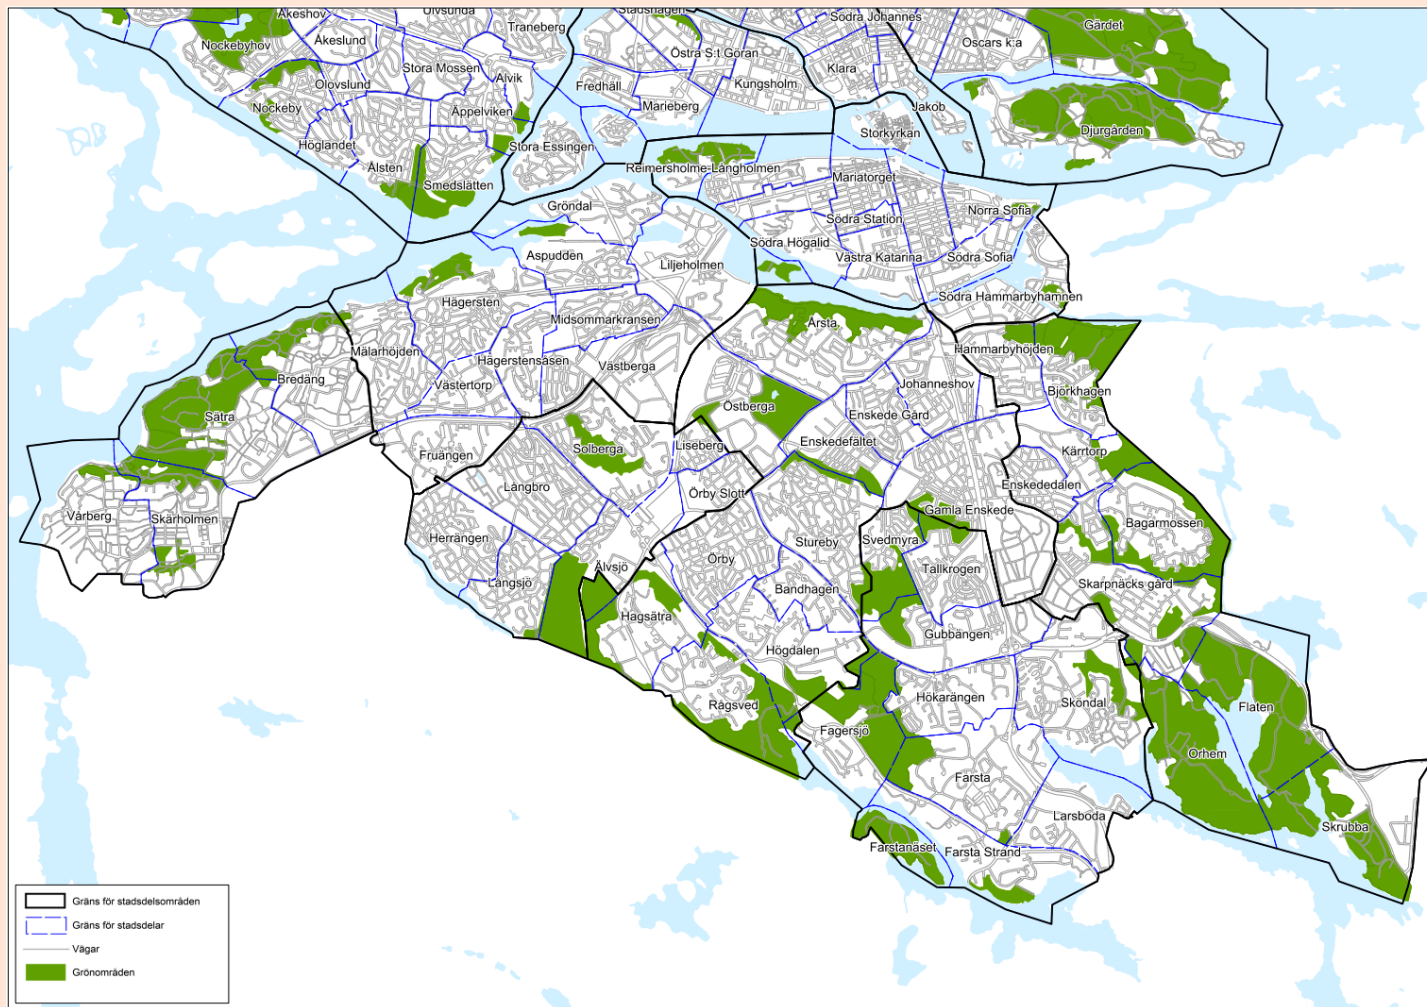 Åkeshov
Ulvsunda
Stadshagen
Södra Johannes
Gärdet
Traneberg
Nockebyhov
Åkeslund
Oscars k:a
Östra S:t Göran
Stora Mossen
Klara
Alvik
Olovslund
Fredhäll
Kungsholm
Nockeby
Äppelviken
Marieberg
Jakob
Djurgården
Storkyrkan
Höglandet
Stora Essingen
Ålsten
Reimersholme-Långholmen
Mariatorget
Smedslätten
Gröndal
Norra Sofia
Södra Station
Södra Högalid
Aspudden
Västra Katarina
Södra Sofia
Liljeholmen
Södra Hammarbyhamnen
Hägersten
Midsommarkransen
Årsta
Mälarhöjden
Hammarbyhöjden
Hägerstensåsen
Västberga
Bredäng
Västertorp
Johanneshov
Björkhagen
Östberga
Sätra
Enskede Gård
Enskedefältet
Liseberg
Solberga
Fruängen
Kärrtorp
Långbro
Örby Slott
Enskededalen
Gamla Enskede
Vårberg
Skärholmen
Bagarmossen
Herrängen
Svedmyra
Stureby
Örby
Älvsjö
Tallkrogen
Långsjö
Bandhagen
Skarpnäcks gård
Hagsätra
Gubbängen
Högdalen
Hökarängen
Rågsved
Sköndal
Flaten
Fagersjö
Orhem
Farsta
Larsboda
Skrubba
Farstanäset
Farsta Strand
Gräns för stadsdelsområden
Gräns för stadsdelar
Vägar
Grönområden